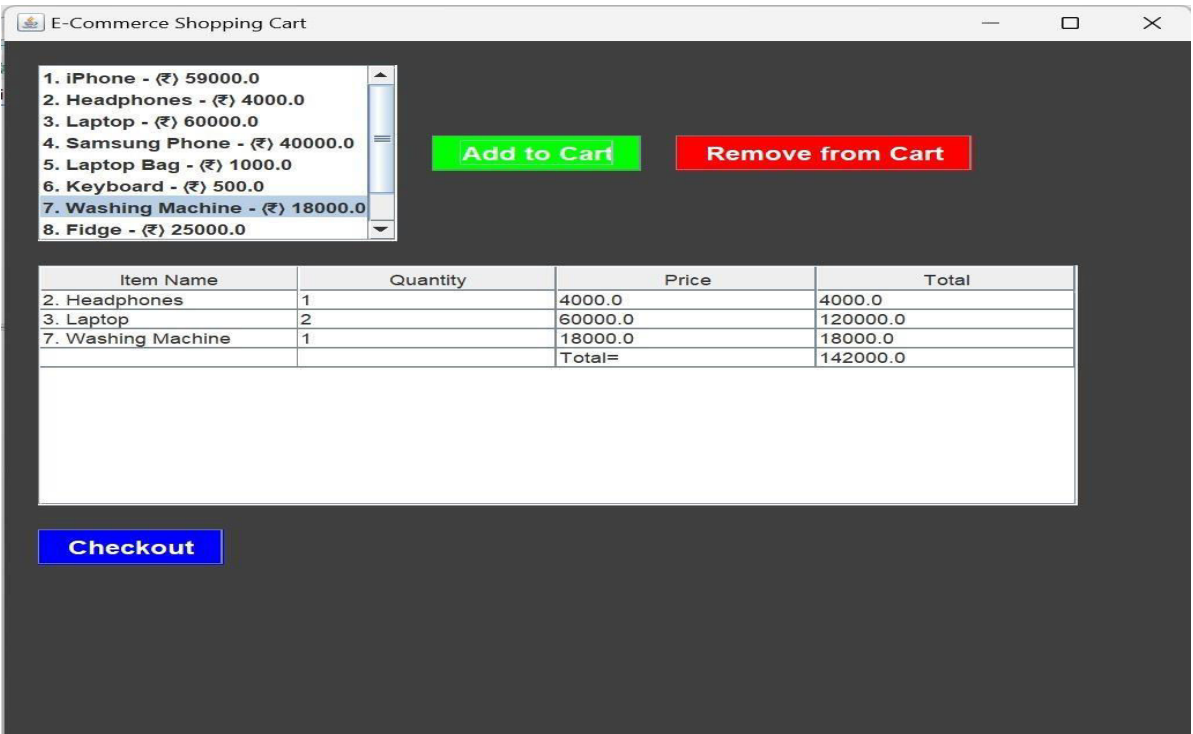 E-Commerce Shopping Cart
1. iPhone - (₹) 59000.0
2. Headphones - (₹) 4000.0
3. Laptop - (₹) 60000.0
4. Samsung Phone - (₹) 40000.0
5. Laptop Bag - (₹) 1000.0
6. Keyboard - (₹) 500.0
7. Washing Machine - (₹) 18000.0
8. Fidge - (₹) 25000.0
Add to Cart Remove from Cart
Item Name Quantity Price Total
2. Headphones 1 4000.0 4000.0
3. Laptop 2 60000.0 120000.0
7. Washing Machine 1 18000.0 18000.0
Total= 142000.0
Checkout